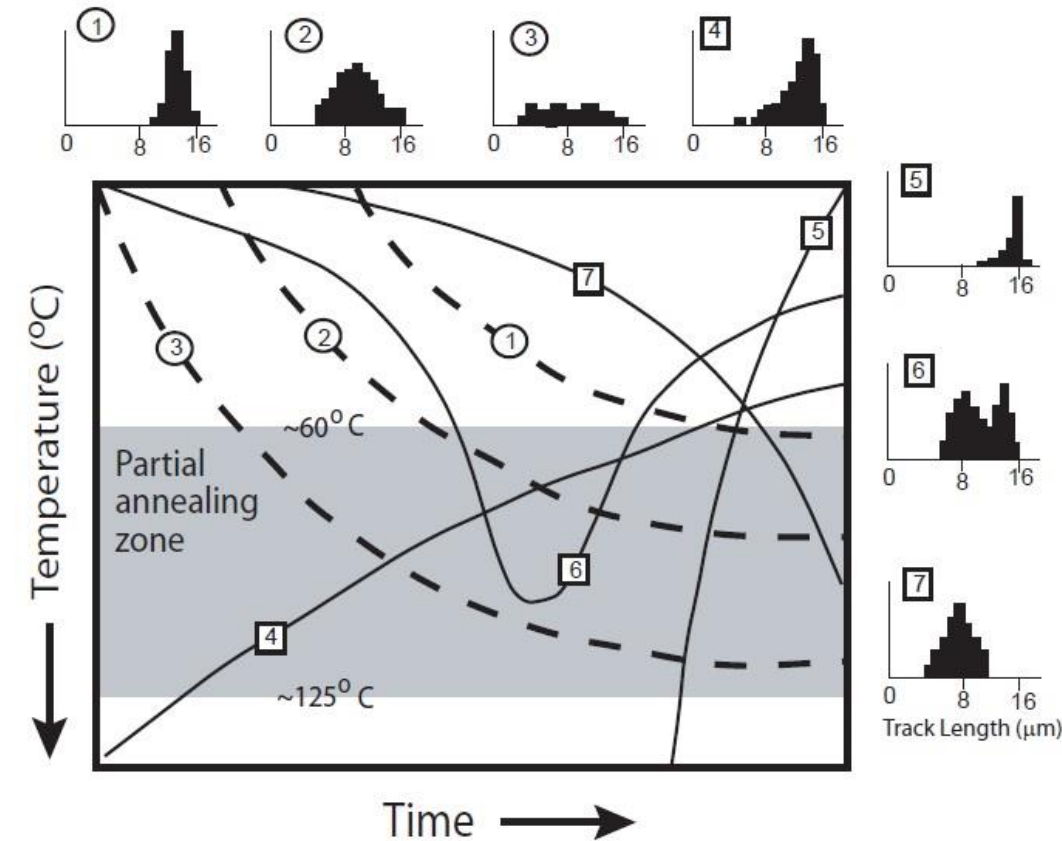 1
2
3
4
0 8 16
0 8 16
0 8 16
0 8 16
5
0 8 16
6
0 8 16
7
0 8 16
Track Length (μm)
Temperature (°C)
5
7
3
2
1
~60° C
Partial
annealing
zone
6
4
~125° C
Time